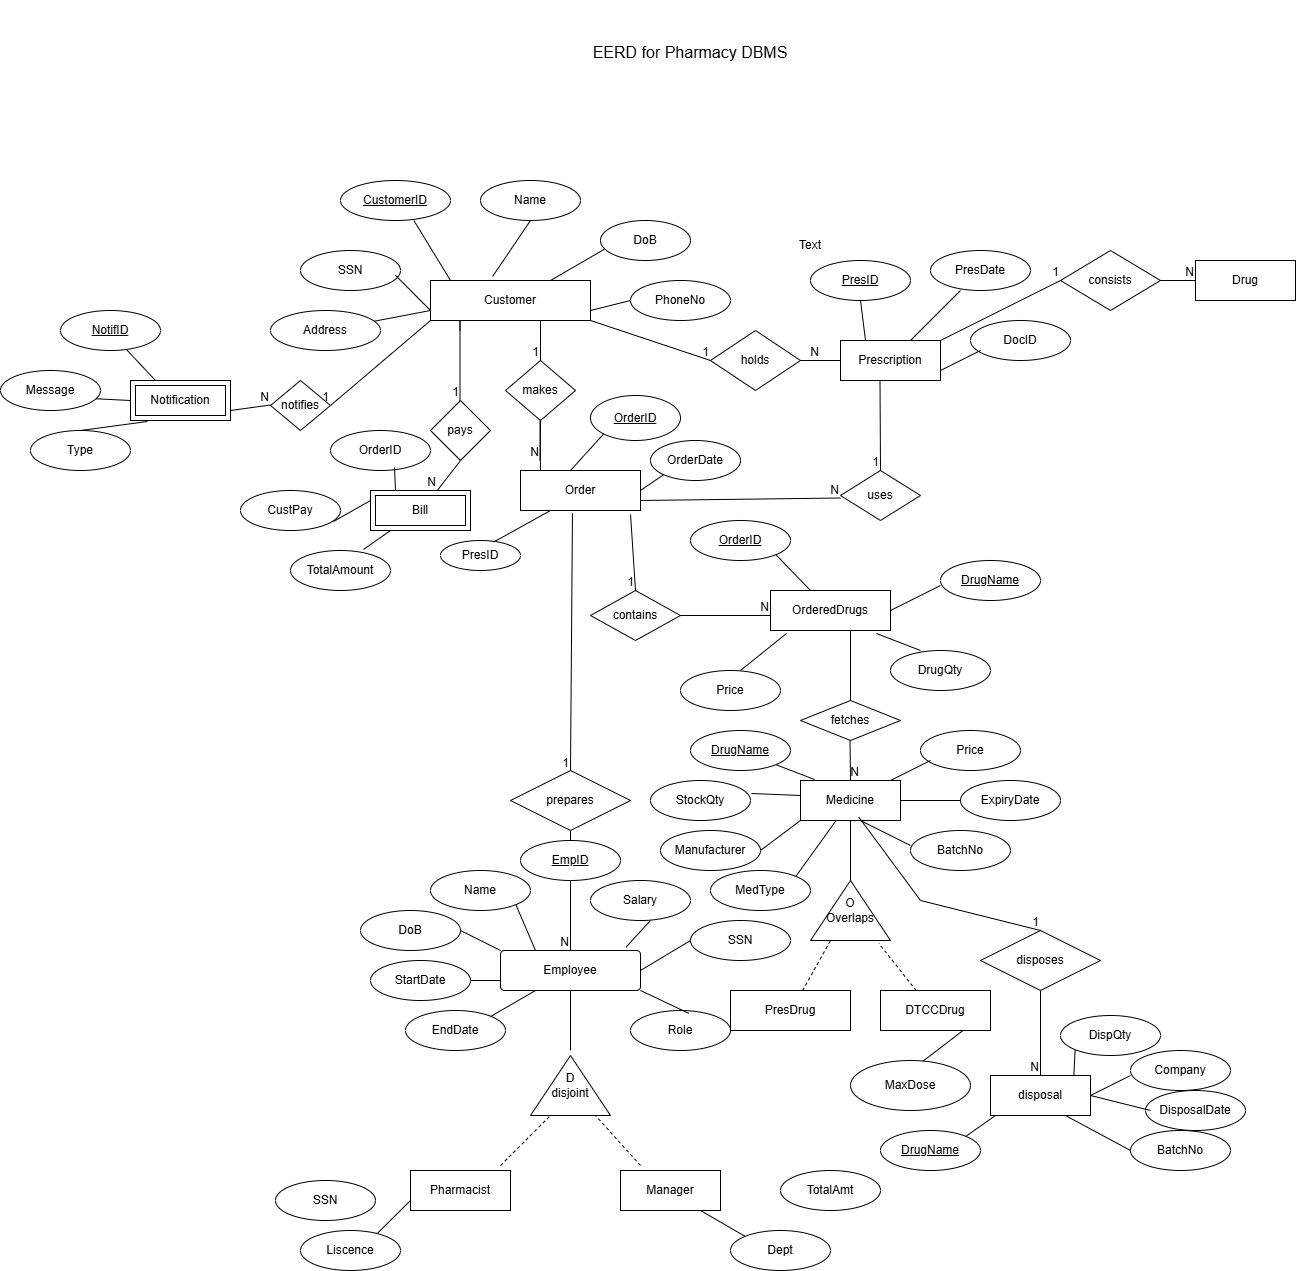 EERD for Pharmacy DBMS
CustomerID
Name
DoB
Text
SSN
Customer
PhoneNo
Address
PresID
PresDate
1
consists
N
Drug
NotifID
DocID
Message
Notification
N
notifies
1
Type
1
pays
N
1
makes
N
1
holds
N
Prescription
OrderID
CustPay
Bill
TotalAmount
OrderID
OrderDate
Order
PresID
N
1
uses
OrderID
DrugName
1
contains
N
OrderedDrugs
Price
DrugQty
fetches
N
DrugName
Price
StockQty
Medicine
ExpiryDate
Manufacturer
BatchNo
MedType
1
prepares
EmpID
N
Name
Salary
DoB
SSN
StartDate
Employee
EndDate
Role
O
Overlaps
1
disposes
N
PresDrug
DTCCDrug
MaxDose
DispQty
Company
disposal
DisposalDate
DrugName
BatchNo
D
disjoint
Pharmacist
Manager
TotalAmt
SSN
Liscence
Dept